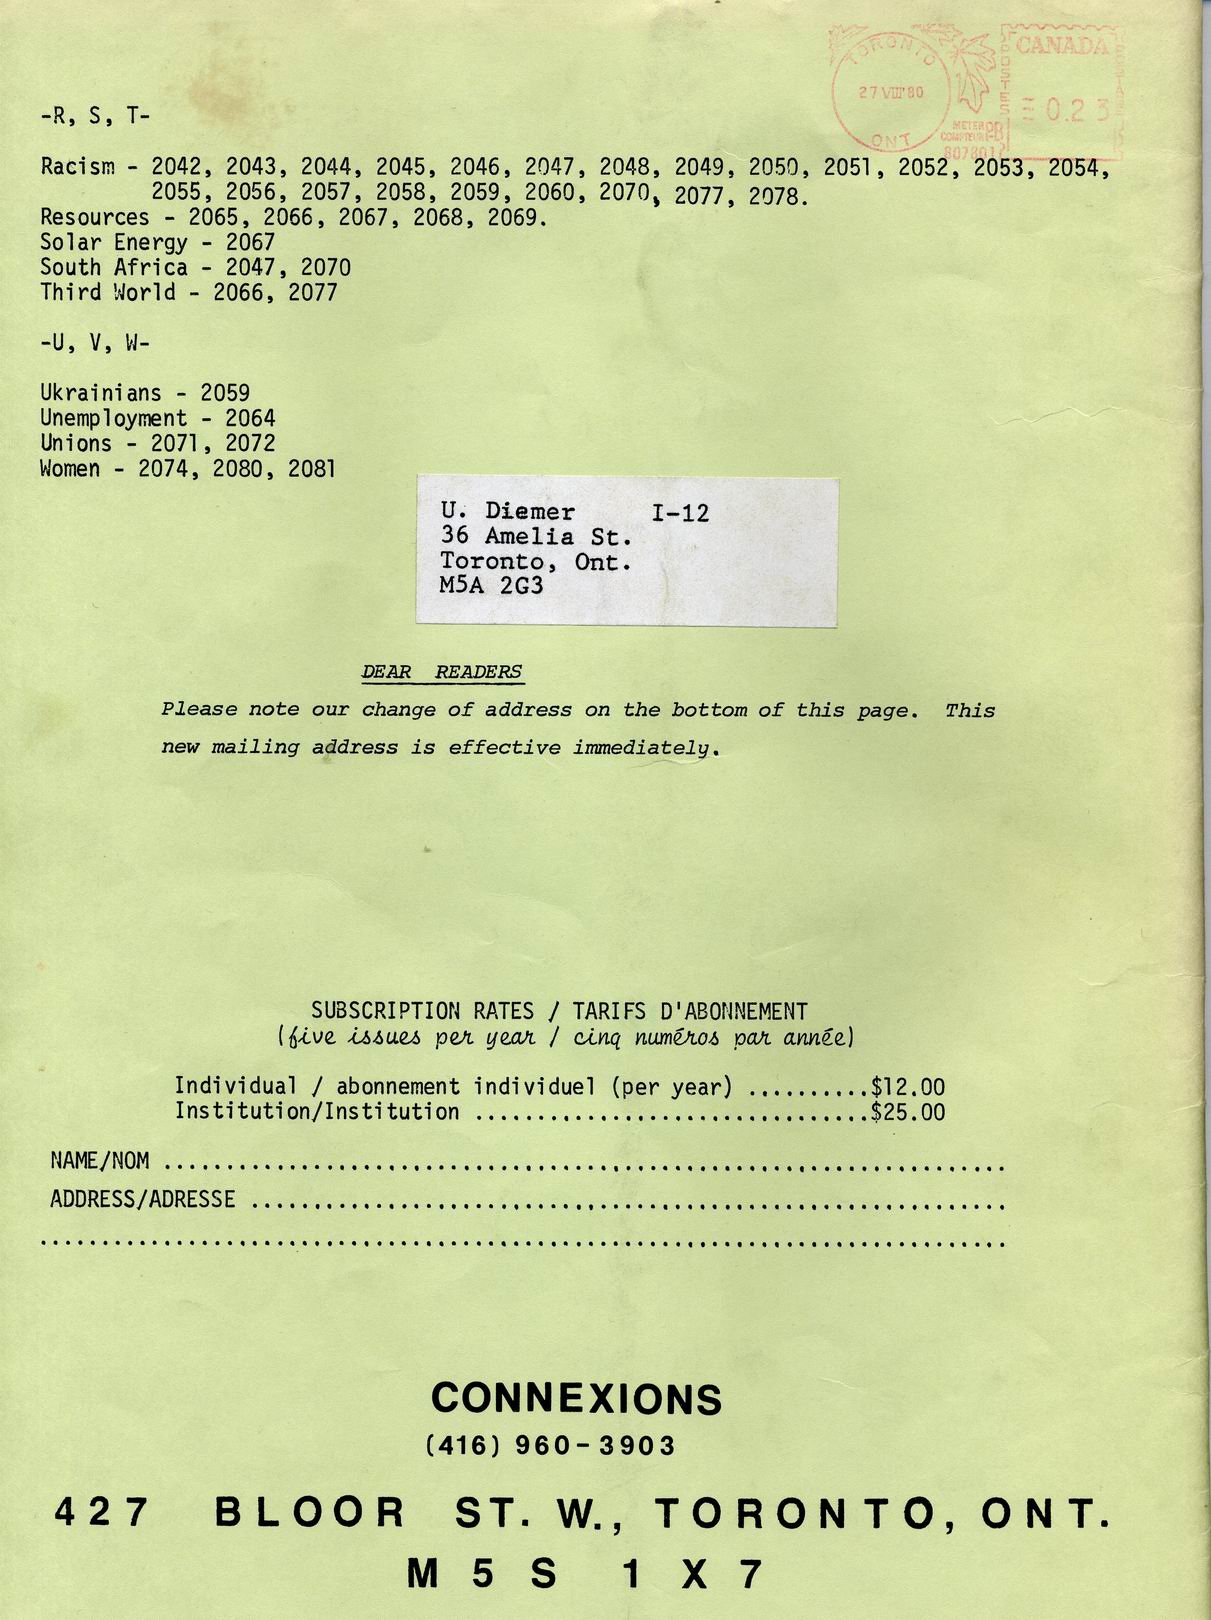 TORONTO
27 VIII '80
ONT
CANADA
POSTES
POSTAGE
0.23
METER
COMPTEUR
-R, S, T-
Racism - 2042, 2043, 2044, 2045, 2046, 2047, 2048, 2049, 2050, 2051, 2052, 2053, 2054,
2055, 2056, 2057, 2058, 2059, 2060, 2070, 2077, 2078.
Resources - 2065, 2066, 2067, 2068, 2069.
Solar Energy - 2067
South Africa - 2047, 2070
Third World - 2066, 2077
-U, V, W-
Ukrainians - 2059
Unemployment - 2064
Unions - 2071, 2072
Women - 2074, 2080, 2081
U. Diemer I-12
36 Amelia St.
Toronto, Ont.
M5A 2G3
DEAR READERS
Please note our change of address on the bottom of this page. This
new mailing address is effective immediately.
SUBSCRIPTION RATES / TARIFS D'ABONNEMENT
(five issues per year / cinq numéros par année)
Individual / abonnement individuel (per year) ..........$12.00
Institution/Institution ................................$25.00
NAME/NOM ....................................................................
ADDRESS/ADRESSE .............................................................
..............................................................................
CONNEXIONS
(416) 960-3903
427 BLOOR ST. W., TORONTO, ONT.
M5S 1X7